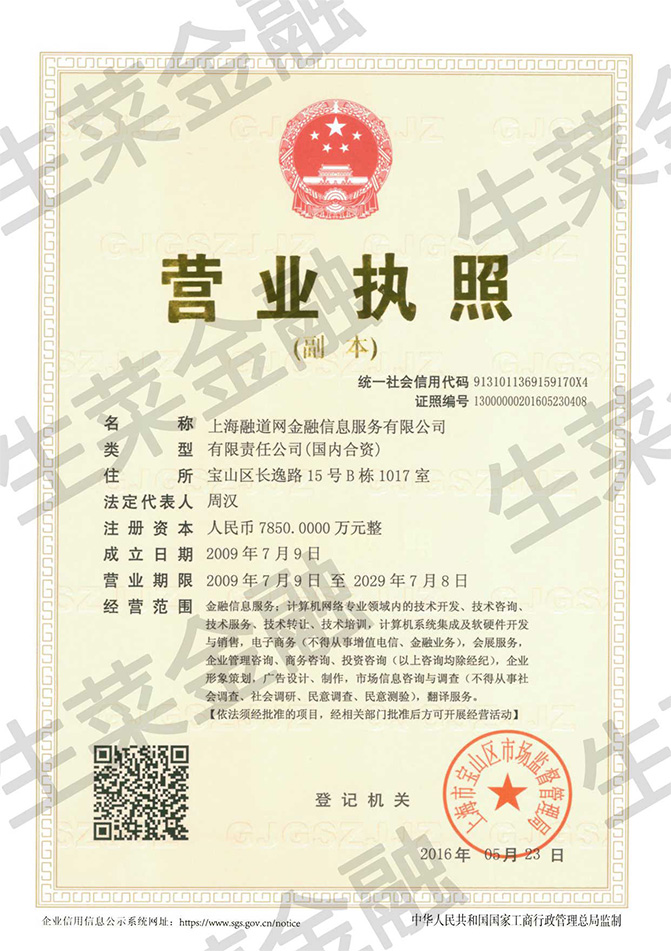 营业执照
(副 本)
统一社会信用代码 9131011369159170X4
证照编号 13000000201605230408
名 称 上海融道网金融信息服务有限公司
类 型 有限责任公司(国内合资)
住 所 宝山区长逸路15号B栋1017室
法定代表人 周汉
注册资本 人民币7850.0000万元整
成立日期 2009年7月9日
营业期限 2009年7月9日 至 2029年7月8日
经营范围 金融信息服务;计算机网络专业领域内的技术开发、技术咨询、
技术服务、技术转让、技术培训,计算机系统集成及软硬件开发
与销售,电子商务(不得从事增值电信、金融业务),会展服务,
企业管理咨询、商务咨询、投资咨询(以上咨询均除经纪),企业
形象策划,广告设计、制作,市场信息咨询与调查(不得从事社
会调查、社会调研、民意调查、民意测验),翻译服务。
【依法须经批准的项目,经相关部门批准后方可开展经营活动】
登记机关
上海市宝山区市场监督管理局
2016年 05月23日
企业信用信息公示系统网址:https://www.sgs.gov.cn/notice
中华人民共和国国家工商行政管理总局监制
生菜金融
生菜金融
生菜金融
生菜金融
生菜金融
生菜金融
GJGSZJJZ
GJGSZJJZ